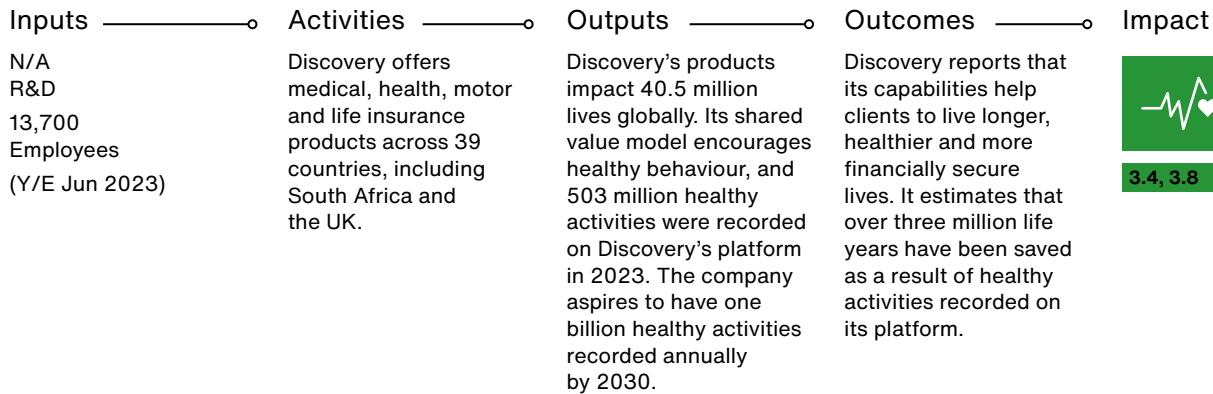 Inputs
N/A
R&D
13,700
Employees
(Y/E Jun 2023)
Activities
Discovery offers
medical, health, motor
and life insurance
products across 39
countries, including
South Africa and
the UK.
Outputs
Discovery’s products
impact 40.5 million
lives globally. Its shared
value model encourages
healthy behaviour, and
503 million healthy
activities were recorded
on Discovery’s platform
in 2023. The company
aspires to have one
billion healthy activities
recorded annually
by 2030.
Outcomes
Discovery reports that
its capabilities help
clients to live longer,
healthier and more
financially secure
lives. It estimates that
over three million life
years have been saved
as a result of healthy
activities recorded on
its platform.
Impact
3.4, 3.8